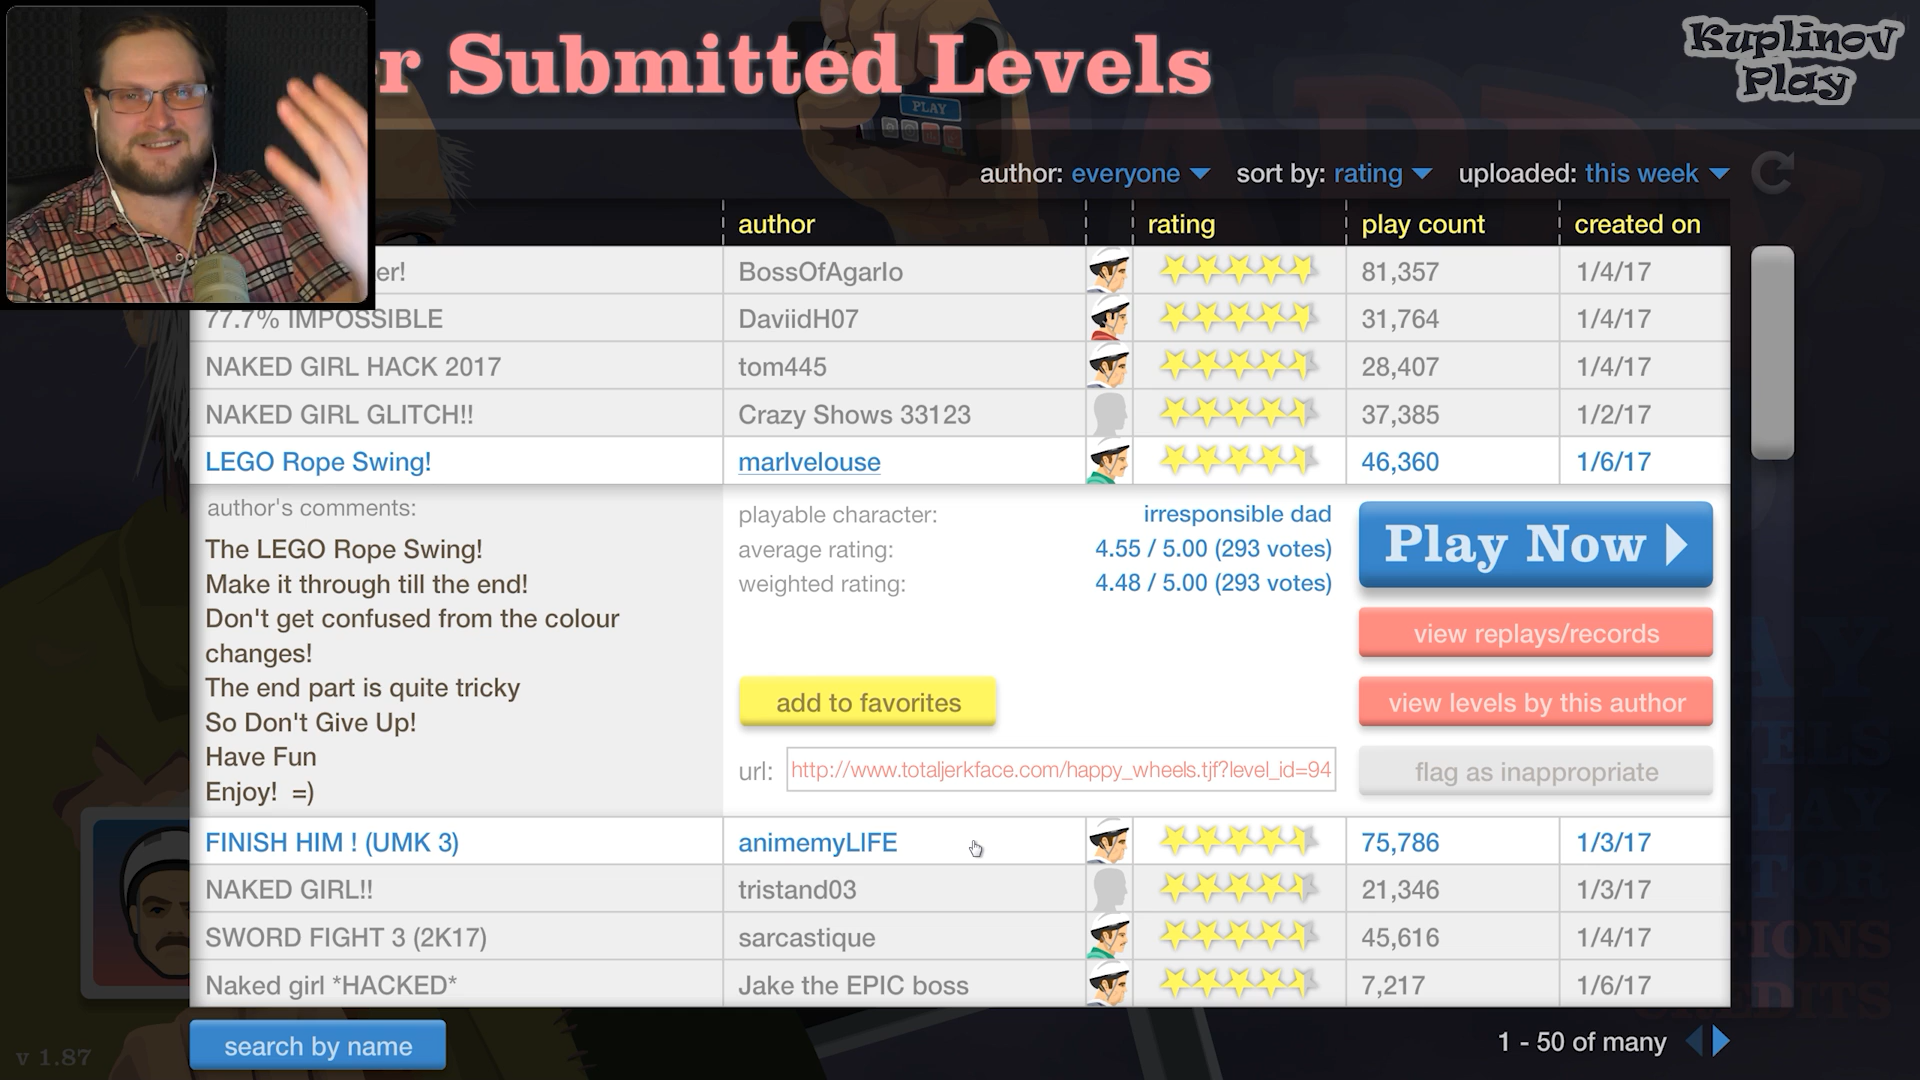 r Submitted Levels
Kuplinov
Play
PLAY
author: everyone sort by: rating uploaded: this week
author rating play count created on
er! BossOfAgarIo 81,357 1/4/17
77.7% IMPOSSIBLE DaviidH07 31,764 1/4/17
NAKED GIRL HACK 2017 tom445 28,407 1/4/17
NAKED GIRL GLITCH!! Crazy Shows 33123 37,385 1/2/17
LEGO Rope Swing! marlvelouse 46,360 1/6/17
author's comments:
The LEGO Rope Swing!
Make it through till the end!
Don't get confused from the colour
changes!
The end part is quite tricky
So Don't Give Up!
Have Fun
Enjoy! =)
playable character: irresponsible dad
average rating: 4.55 / 5.00 (293 votes)
weighted rating: 4.48 / 5.00 (293 votes)
add to favorites
url: http://www.totaljerkface.com/happy_wheels.tjf?level_id=94
Play Now
view replays/records
view levels by this author
flag as inappropriate
FINISH HIM ! (UMK 3) animemyLIFE 75,786 1/3/17
NAKED GIRL!! tristand03 21,346 1/3/17
SWORD FIGHT 3 (2K17) sarcastique 45,616 1/4/17
Naked girl *HACKED* Jake the EPIC boss 7,217 1/6/17
search by name
1 - 50 of many
v 1.87